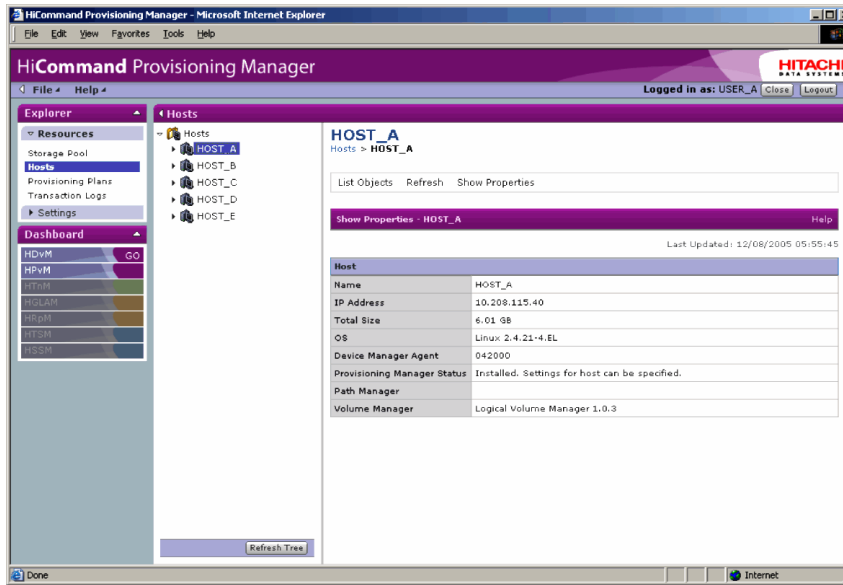 HiCommand Provisioning Manager - Microsoft Internet Explorer
File Edit View Favorites Tools Help
HiCommand Provisioning Manager
HITACHI
DATA SYSTEMS
File Help
Logged in as: USER_A Close Logout
Explorer
Resources
Storage Pool
Hosts
Provisioning Plans
Transaction Logs
Settings
Dashboard
HDvM GO
HPvM
HTnM
HGLAM
HRpM
HTSM
HSSM
Hosts
Hosts
HOST_A
HOST_B
HOST_C
HOST_D
HOST_E
Refresh Tree
HOST_A
Hosts > HOST_A
List Objects Refresh Show Properties
Show Properties - HOST_A Help
Last Updated: 12/08/2005 05:55:45
Host
Name HOST_A
IP Address 10.208.115.40
Total Size 6.01 GB
OS Linux 2.4.21-4.EL
Device Manager Agent 042000
Provisioning Manager Status Installed. Settings for host can be specified.
Path Manager
Volume Manager Logical Volume Manager 1.0.3
Done
Internet